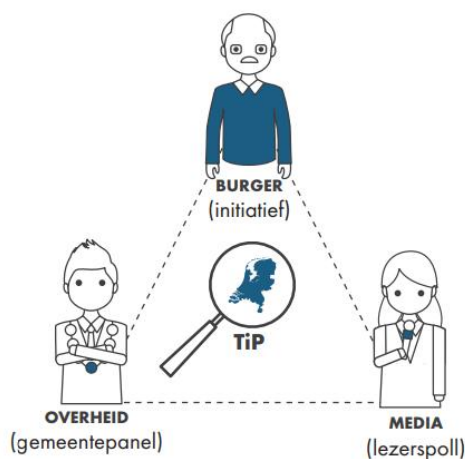 BURGER
(initiatief)
TiP
OVERHEID
(gemeentepanel)
MEDIA
(lezerspoll)